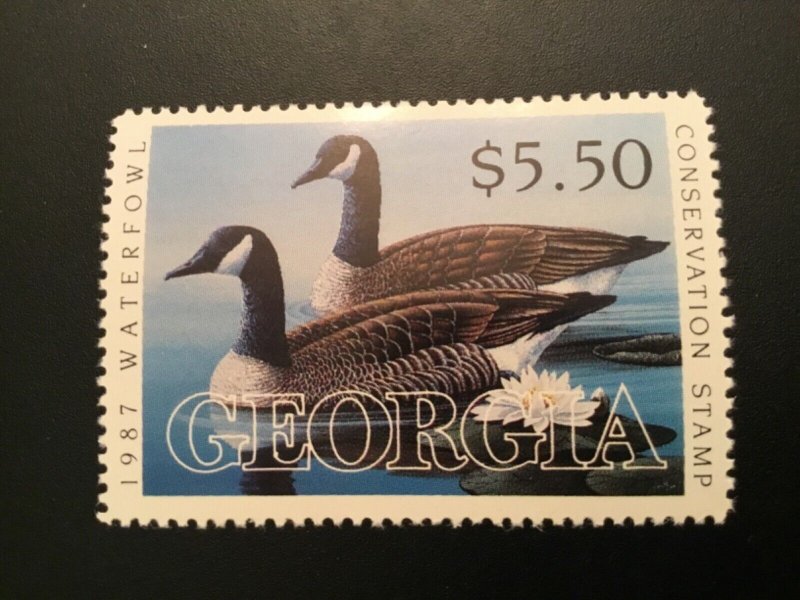 1987 WATERFOWL
$5.50
GEORGIA
CONSERVATION STAMP